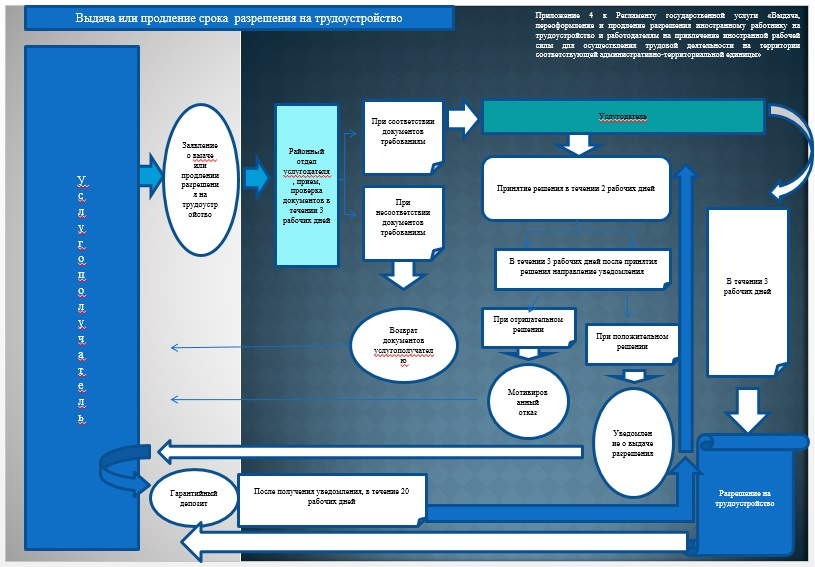 Выдача или продление срока разрешения на трудоустройство
Приложение 4 к Регламенту государственной услуги «Выдача,
переоформление и продление разрешения иностранному работнику на
трудоустройство и работодателям на привлечение иностранной рабочей
силы для осуществления трудовой деятельности на территории
соответствующей административно-территориальной единицы»
Услугополучатель
Заявление
о выаче
или
продлении
разрешени
я на
трудоустр
ойство
Районный
отдел
услугодателя
, прием,
проверка
документов в
течении 3
рабочих дней
При соответствии
документов
требованиям
При
несоответствии
документов
требованиям
Возврат
документов
услугополучател
ю
Услугодатель
Принятие решения в течении 2 рабочих дней
В течении 3 рабочих дней после принятия
решения направление уведомления
При отрицательном
решении
При положительном
решении
Мотивиров
анный
отказ
Уведомлен
ие о выдаче
разрешения
В течении 3
рабочих дней
Гарантийный
депозит
После получения уведомления, в течение 20
рабочих дней
Разрешение на
трудоустройство